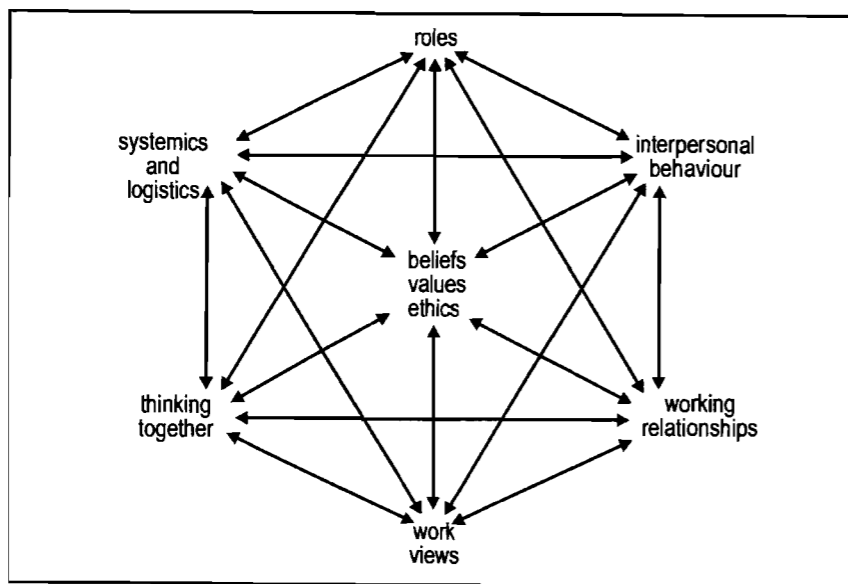 roles
systemics
and
logistics
interpersonal
behaviour
beliefs
values
ethics
thinking
together
working
relationships
work
views